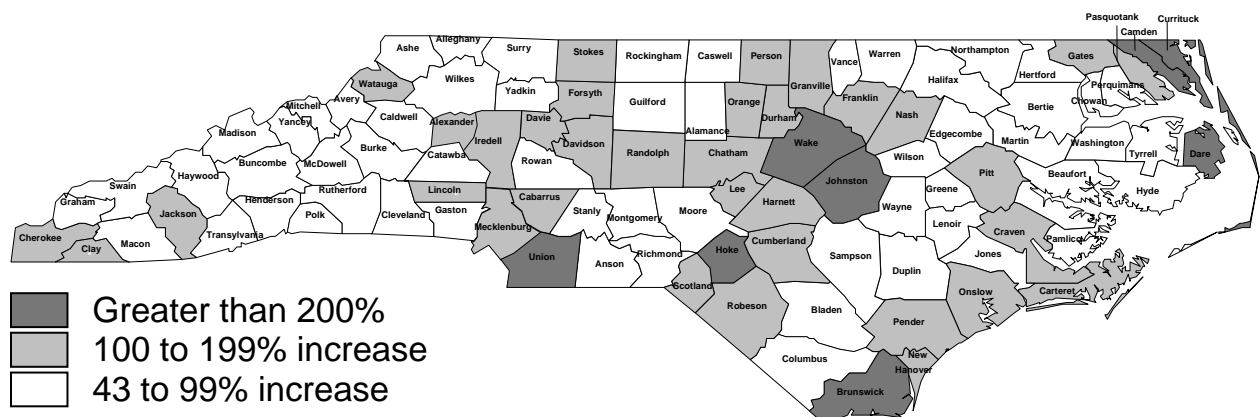 Pasquotank
Currituck
Camden
Alleghany
Ashe
Surry
Stokes
Rockingham
Caswell
Person
Vance
Warren
Northampton
Gates
Hertford
Watauga
Wilkes
Granville
Halifax
Perquimans
Mitchell
Avery
Yadkin
Forsyth
Guilford
Orange
Durham
Franklin
Bertie
Chowan
Yancey
Caldwell
Alexander
Davie
Alamance
Nash
Madison
Iredell
Davidson
Edgecombe
Martin
Washington
Tyrrell
Dare
Burke
Catawba
Rowan
Randolph
Chatham
Wake
Wilson
Buncombe
McDowell
Haywood
Swain
Pitt
Beaufort
Hyde
Johnston
Greene
Rutherford
Lincoln
Lee
Graham
Henderson
Polk
Cleveland
Gaston
Cabarrus
Stanly
Montgomery
Moore
Harnett
Wayne
Jackson
Lenoir
Craven
Pamlico
Transylvania
Mecklenburg
Cherokee
Clay
Macon
Cumberland
Hoke
Union
Anson
Richmond
Sampson
Duplin
Jones
Scotland
Onslow
Carteret
Robeson
Bladen
Pender
Columbus
New
Hanover
Brunswick
Greater than 200%
100 to 199% increase
43 to 99% increase